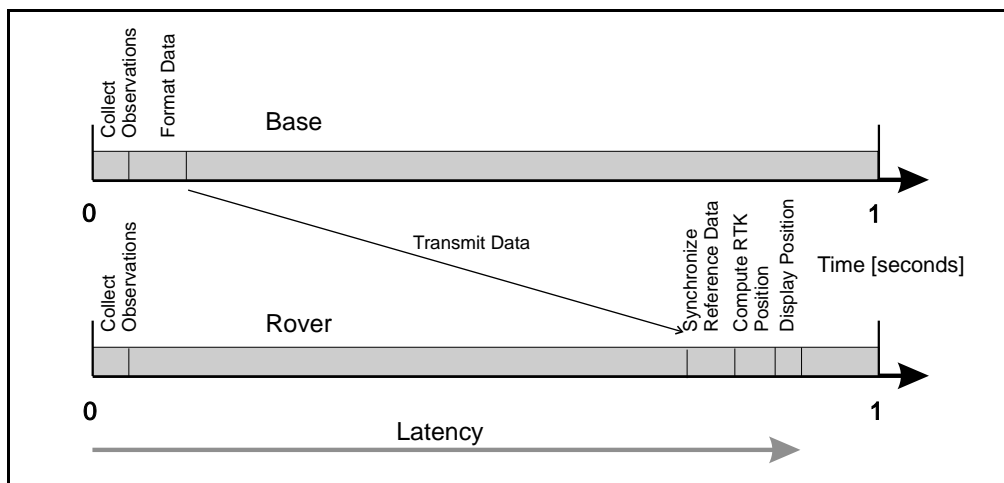 Collect
Observations
Format Data
Base
0
1
Transmit Data
Collect
Observations
Rover
Synchronize
Reference Data
Compute RTK
Position
Display Position
Time [seconds]
0
1
Latency